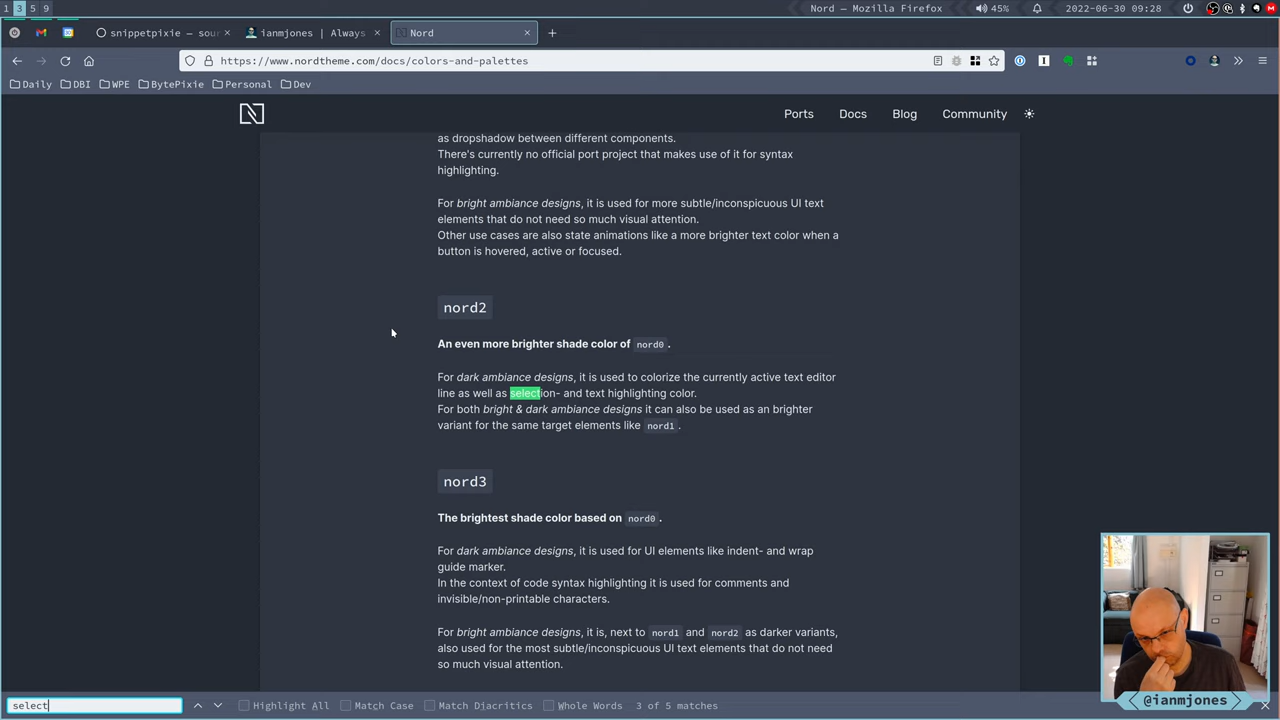 1 3 5 9
Nord — Mozilla Firefox
45%
2022-06-30 09:28
snippetpixie — sour
ianmjones | Always
Nord
https://www.nordtheme.com/docs/colors-and-palettes
Daily DBI WPE BytePixie Personal Dev
Ports Docs Blog Community
as dropshadow between different components.
There's currently no official port project that makes use of it for syntax
highlighting.
For bright ambiance designs, it is used for more subtle/inconspicuous UI text
elements that do not need so much visual attention.
Other use cases are also state animations like a more brighter text color when a
button is hovered, active or focused.
nord2
An even more brighter shade color of nord0.
For dark ambiance designs, it is used to colorize the currently active text editor
line as well as selection- and text highlighting color.
For both bright & dark ambiance designs it can also be used as an brighter
variant for the same target elements like nord1.
nord3
The brightest shade color based on nord0.
For dark ambiance designs, it is used for UI elements like indent- and wrap
guide marker.
In the context of code syntax highlighting it is used for comments and
invisible/non-printable characters.
For bright ambiance designs, it is, next to nord1 and nord2 as darker variants,
also used for the most subtle/inconspicuous UI text elements that do not need
so much visual attention.
@ianmjones
select
Highlight All Match Case Match Diacritics Whole Words 3 of 5 matches